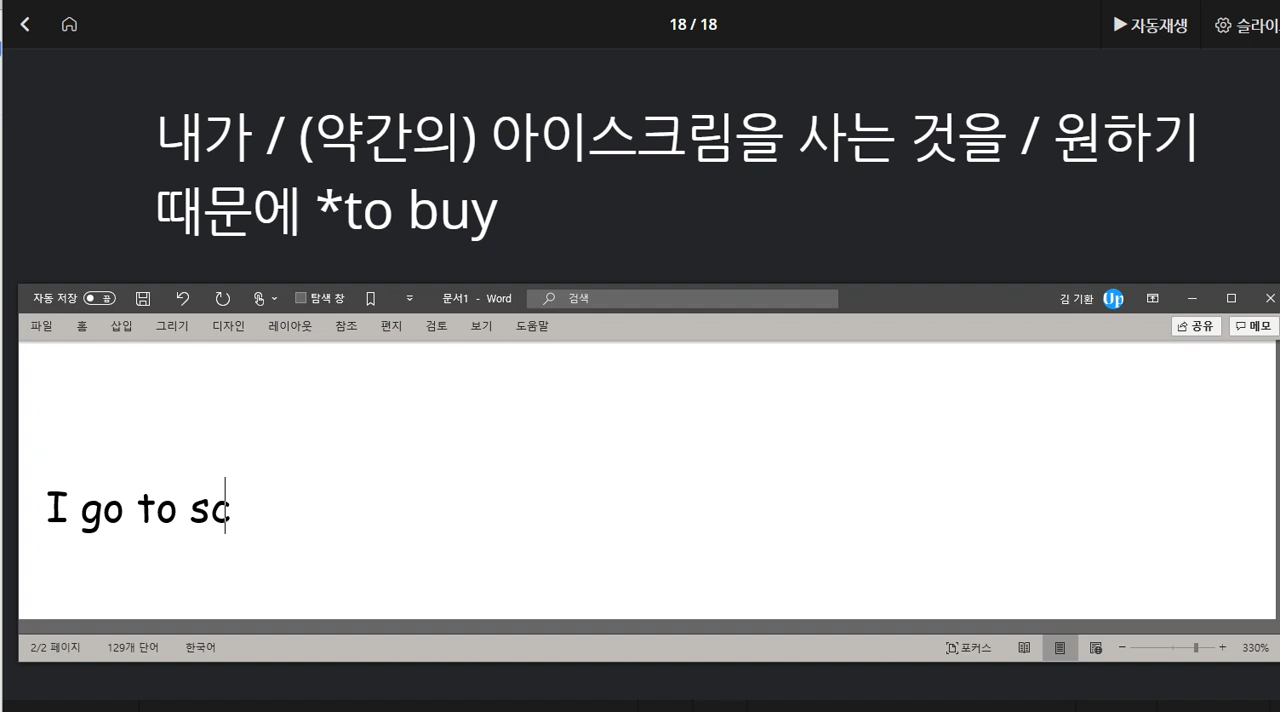 18 / 18
▶ 자동재생
슬라이
내가 / (약간의) 아이스크림을 사는 것을 / 원하기
때문에 *to buy
자동 저장 끔
탐색 창
문서1 - Word
검색
김 기환
Up
파일 홈 삽입 그리기 디자인 레이아웃 참조 편지 검토 보기 도움말
공유
메모
I go to sc
2/2 페이지
129개 단어
한국어
포커스
330%